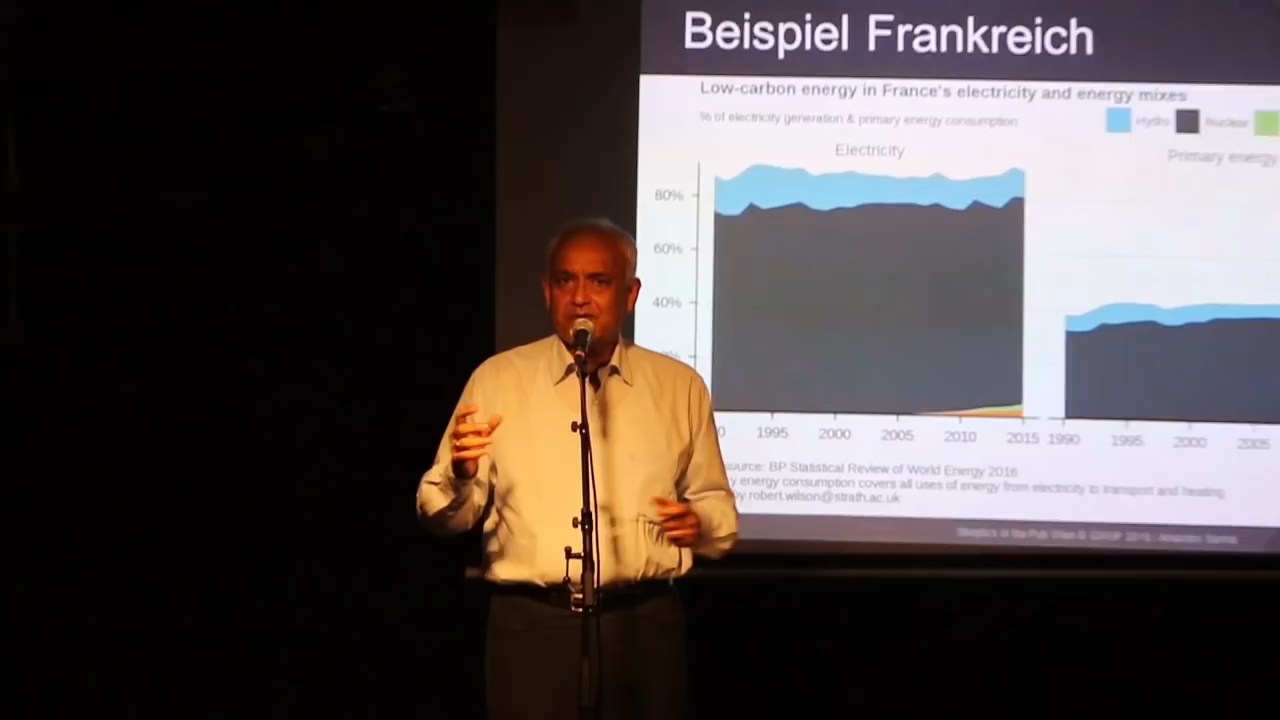 Beispiel Frankreich
Low-carbon energy in France's electricity and energy mixes
% of electricity generation & primary energy consumption
Hydro Nuclear
Electricity
Primary energy
80%
60%
40%
1995 2000 2005 2010 2015 1990 1995 2000 2005
source: BP Statistical Review of World Energy 2016
energy consumption covers all uses of energy from electricity to transport and heating
by robert.wilson@strath.ac.uk